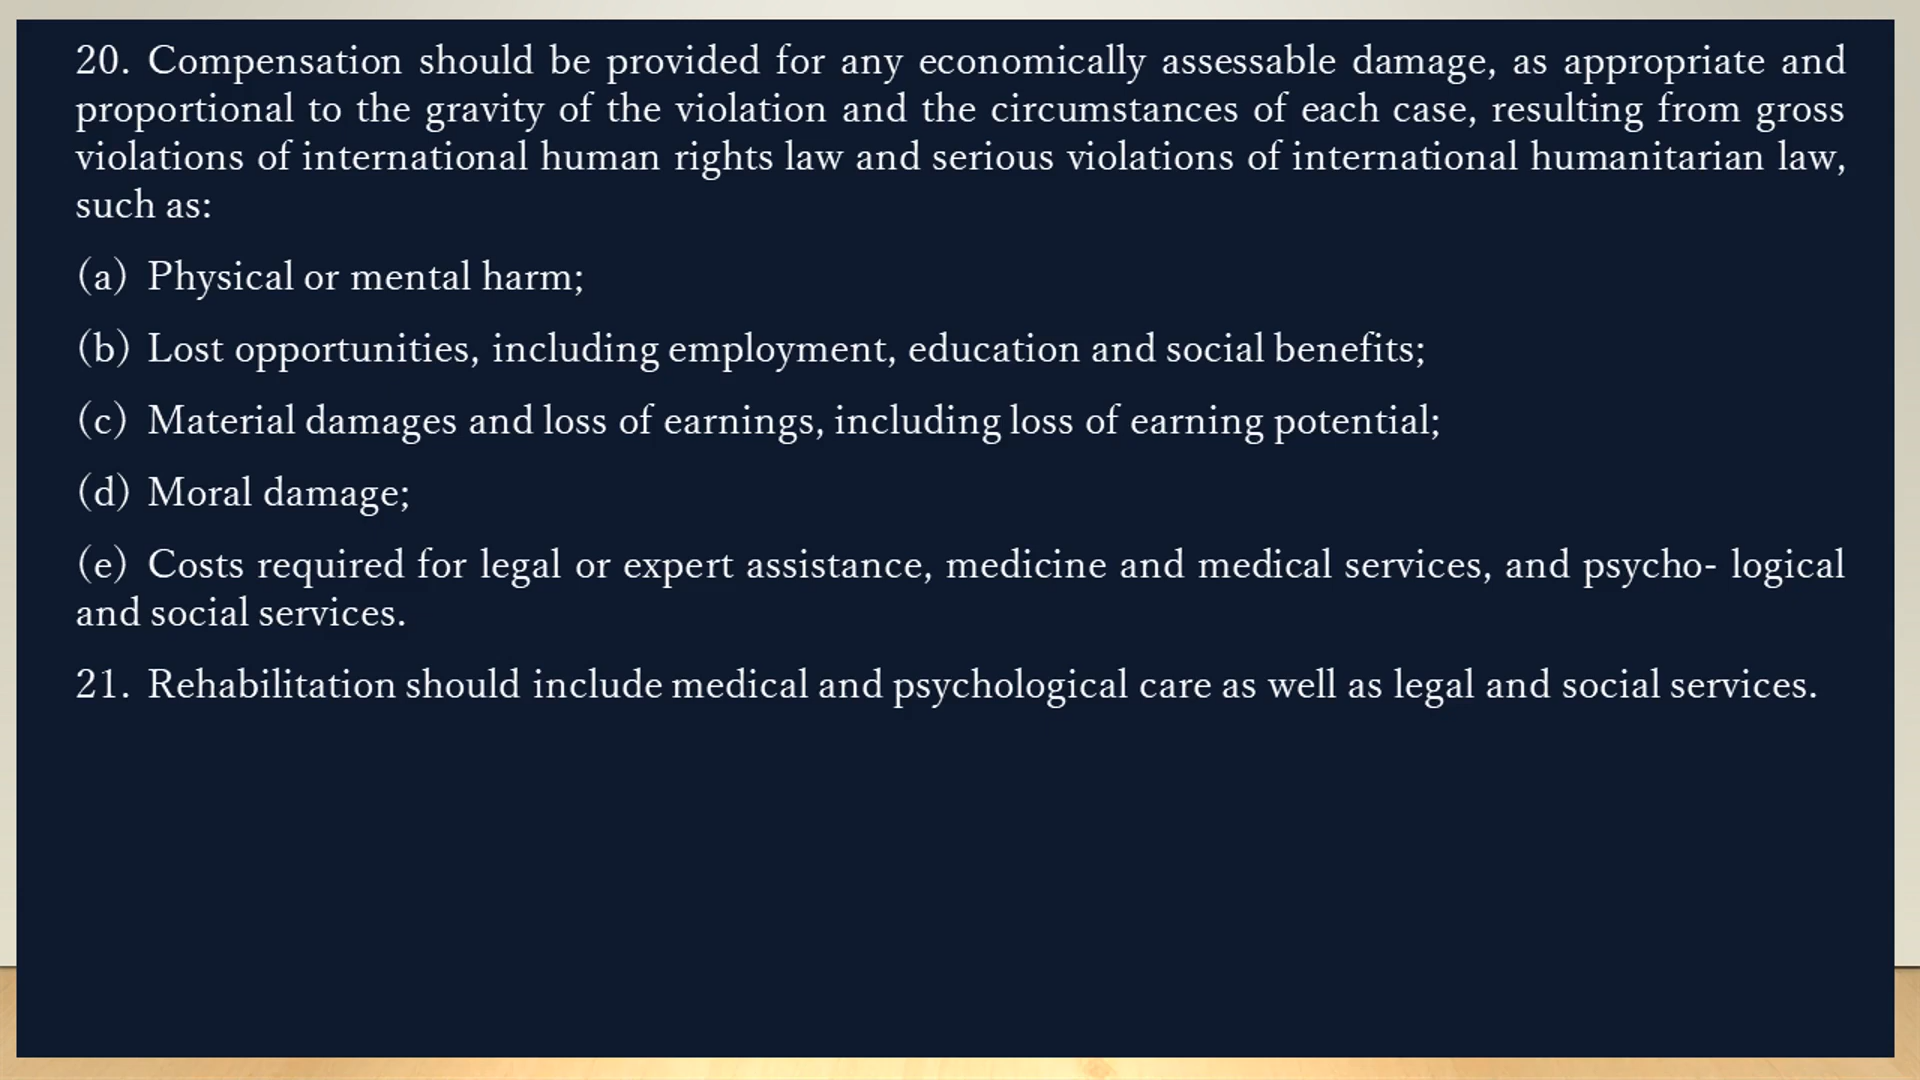 20. Compensation should be provided for any economically assessable damage, as appropriate and
proportional to the gravity of the violation and the circumstances of each case, resulting from gross
violations of international human rights law and serious violations of international humanitarian law,
such as:
(a) Physical or mental harm;
(b) Lost opportunities, including employment, education and social benefits;
(c) Material damages and loss of earnings, including loss of earning potential;
(d) Moral damage;
(e) Costs required for legal or expert assistance, medicine and medical services, and psycho- logical
and social services.
21. Rehabilitation should include medical and psychological care as well as legal and social services.